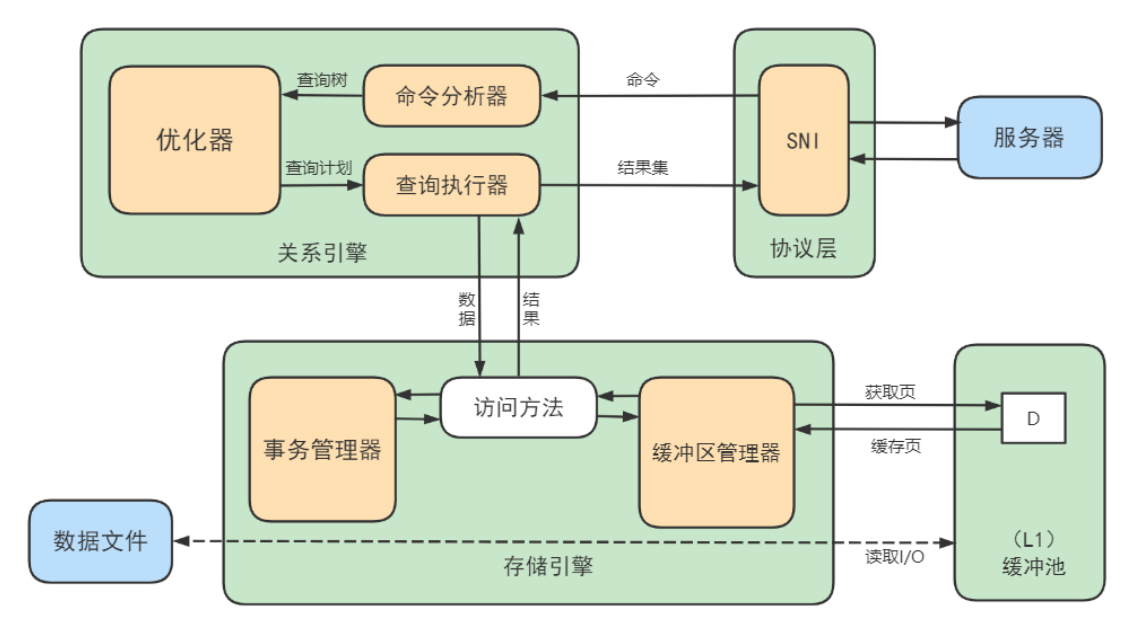 查询树
命令分析器
命令
优化器
SNI
服务器
查询计划
查询执行器
结果集
关系引擎
协议层
数据
结果
访问方法
获取页
D
事务管理器
缓冲区管理器
缓存页
数据文件
(L1)
缓冲池
读取I/O
存储引擎